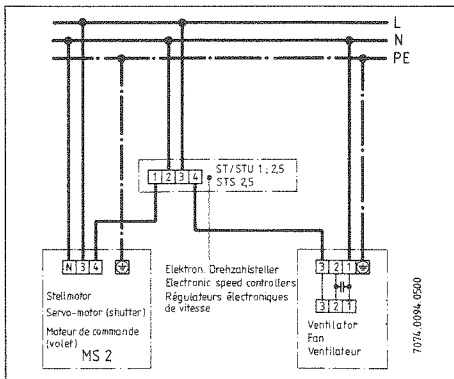 L
N
PE
1 2 3 4
ST/STU 1; 2,5
STS 2,5
N 3 4
3 2 1
Elektron. Drehzahlsteller
Electronic speed controllers
Régulateurs électroniques
de vitesse
Stellmotor
Servo-motor (shutter)
Moteur de commande
(volet)
MS 2
3 2 1
Ventilator
Fan
Ventilateur
7074.0094.0500